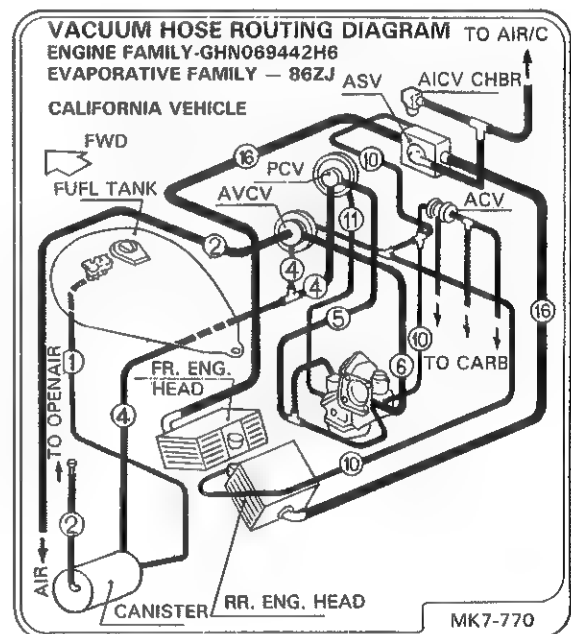 VACUUM HOSE ROUTING DIAGRAM
TO AIR/C
ENGINE FAMILY-GHN069442H6
EVAPORATIVE FAMILY – 86ZJ
ASV
AICV CHBR
CALIFORNIA VEHICLE
FWD
16
10
PCV
FUFL TANK
AVCV
ACV
11
2
4
4
16
5
10
6
TO CARB
1
TO OPENAIR
4
FR. ENG.
HEAD
10
2
AIR
CANISTER
RR. ENG. HEAD
MK7-770